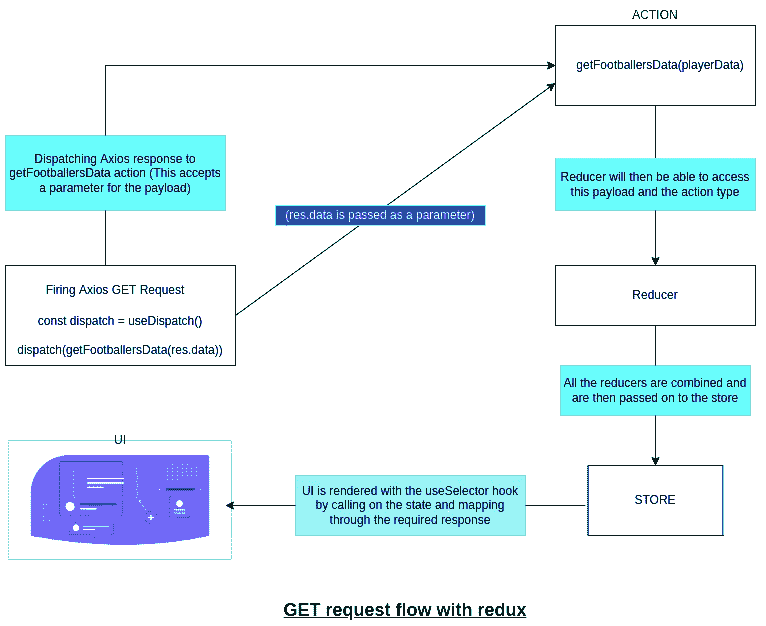 ACTION
getFootballersData(playerData)
Dispatching Axios response to
getFootballersData action (This accepts
a parameter for the payload)
Reducer will then be able to access
this payload and the action type
(res.data is passed as a parameter)
Firing Axios GET Request
const dispatch = useDispatch()
dispatch(getFootballersData(res.data))
Reducer
All the reducers are combined and
are then passed on to the store
UI
UI is rendered with the useSelector hook
by calling on the state and mapping
through the required response
STORE
GET request flow with redux